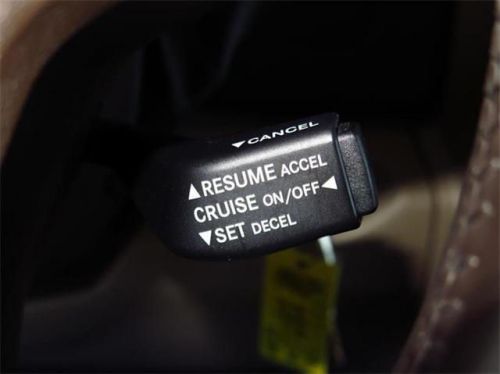 ▼CANCEL
▲RESUME ACCEL
CRUISE ON/OFF◀
▼SET DECEL